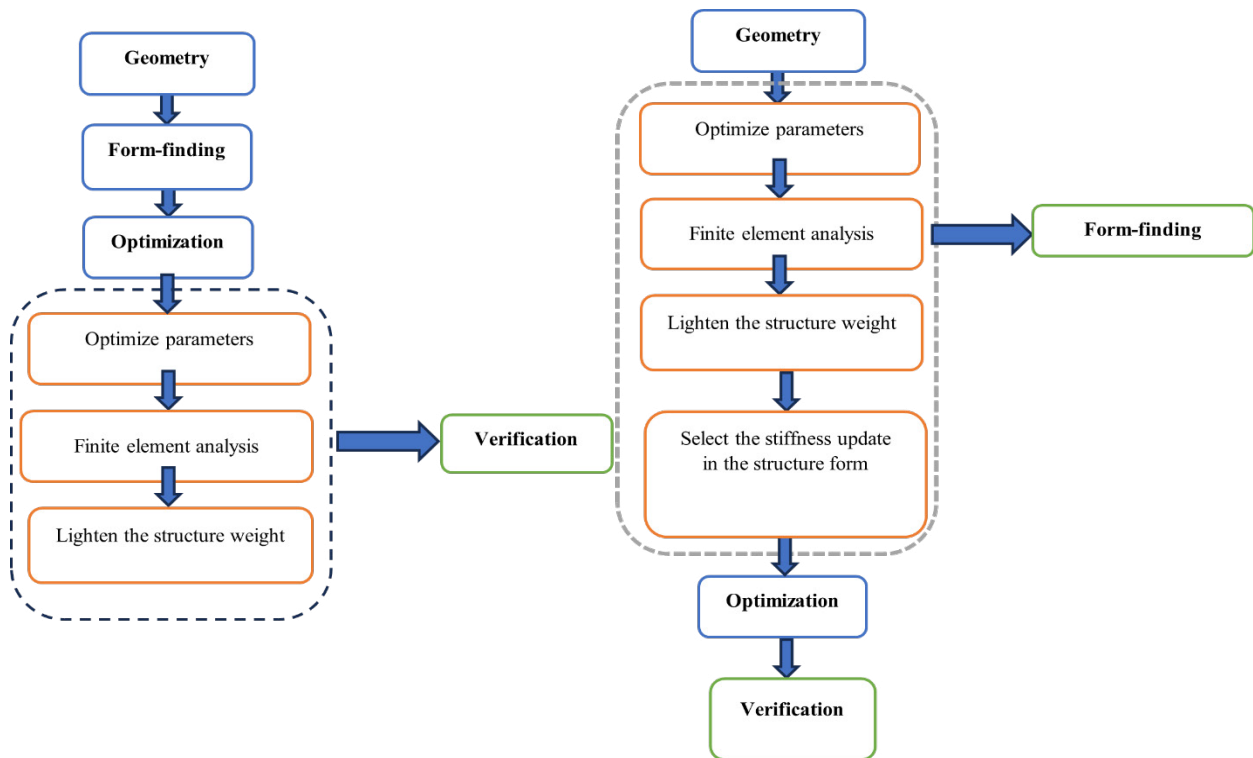 Geometry
Form-finding
Optimization
Optimize parameters
Finite element analysis
Lighten the structure weight
Verification
Geometry
Optimize parameters
Finite element analysis
Lighten the structure weight
Select the stiffness update
in the structure form
Form-finding
Optimization
Verification